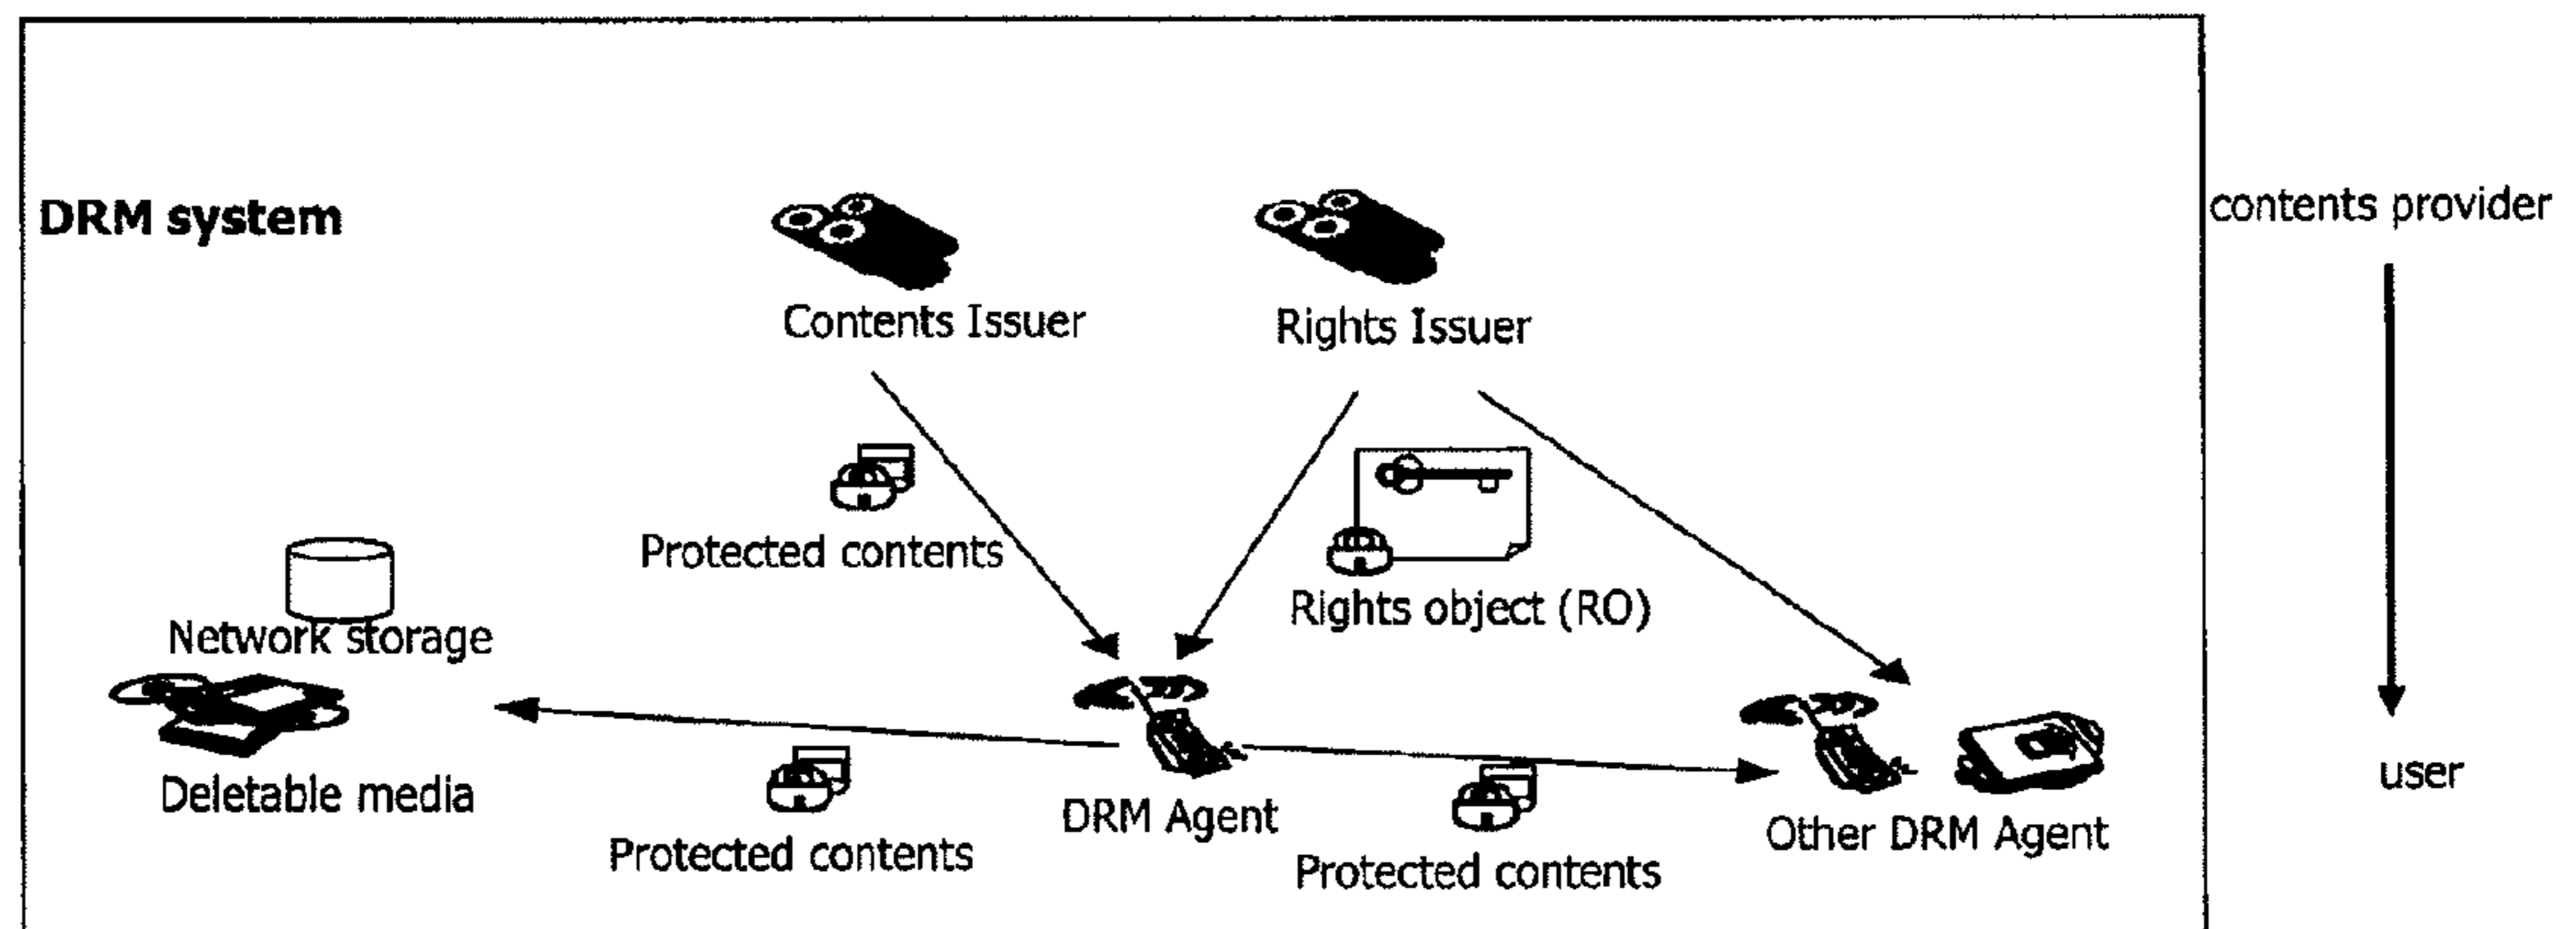 DRM system
contents provider
Contents Issuer
Rights Issuer
Protected contents
Rights object (RO)
Network storage
Deletable media
DRM Agent
Other DRM Agent
user
Protected contents
Protected contents